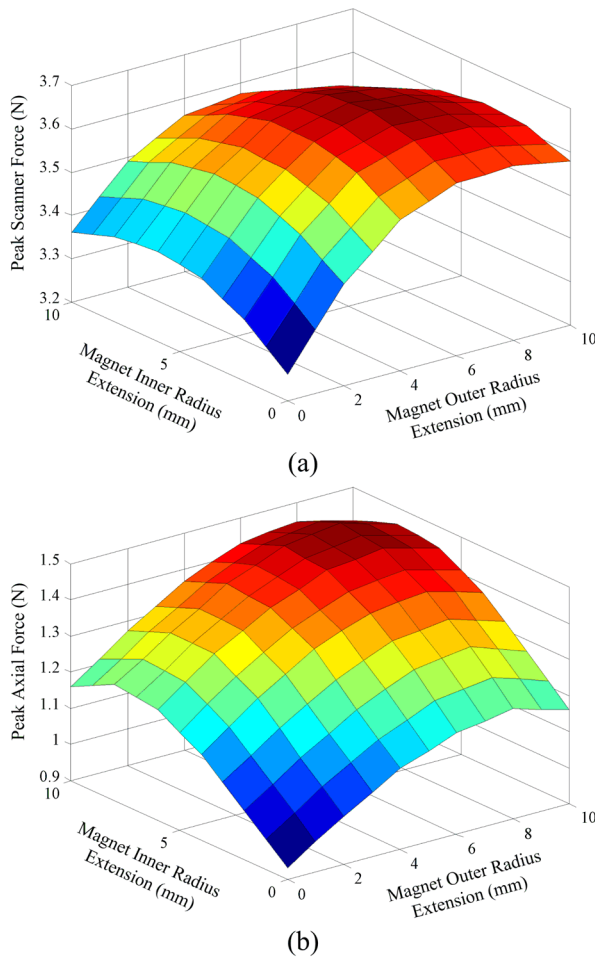 3.7
3.6
3.5
3.4
3.3
3.2
Peak Scanner Force (N)
10
5
0
Magnet Inner Radius
Extension (mm)
0
2
4
6
8
10
Magnet Outer Radius
Extension (mm)
(a)
1.5
1.4
1.3
1.2
1.1
1
0.9
Peak Axial Force (N)
10
5
0
Magnet Inner Radius
Extension (mm)
0
2
4
6
8
10
Magnet Outer Radius
Extension (mm)
(b)